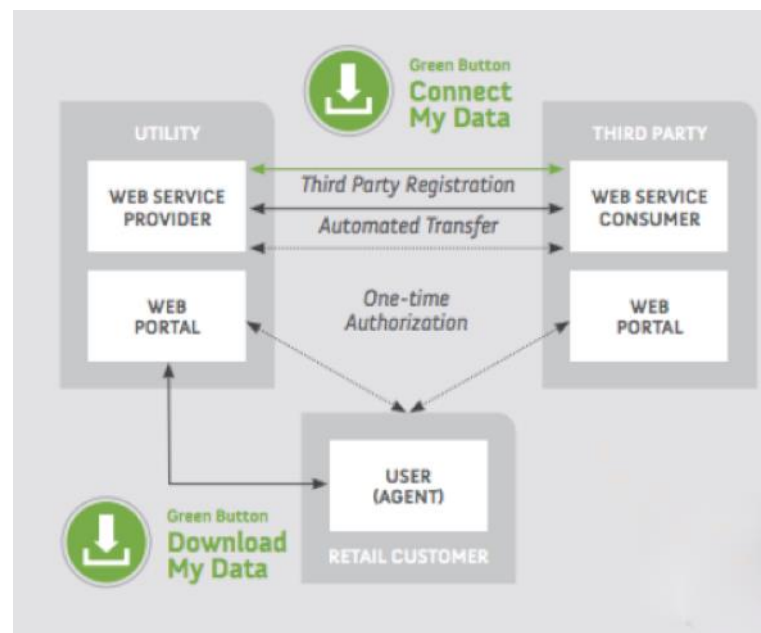 Green Button
Connect
My Data
UTILITY
THIRD PARTY
WEB SERVICE
PROVIDER
Third Party Registration
WEB SERVICE
CONSUMER
Automated Transfer
WEB
PORTAL
One-time
Authorization
WEB
PORTAL
USER
(AGENT)
RETAIL CUSTOMER
Green Button
Download
My Data